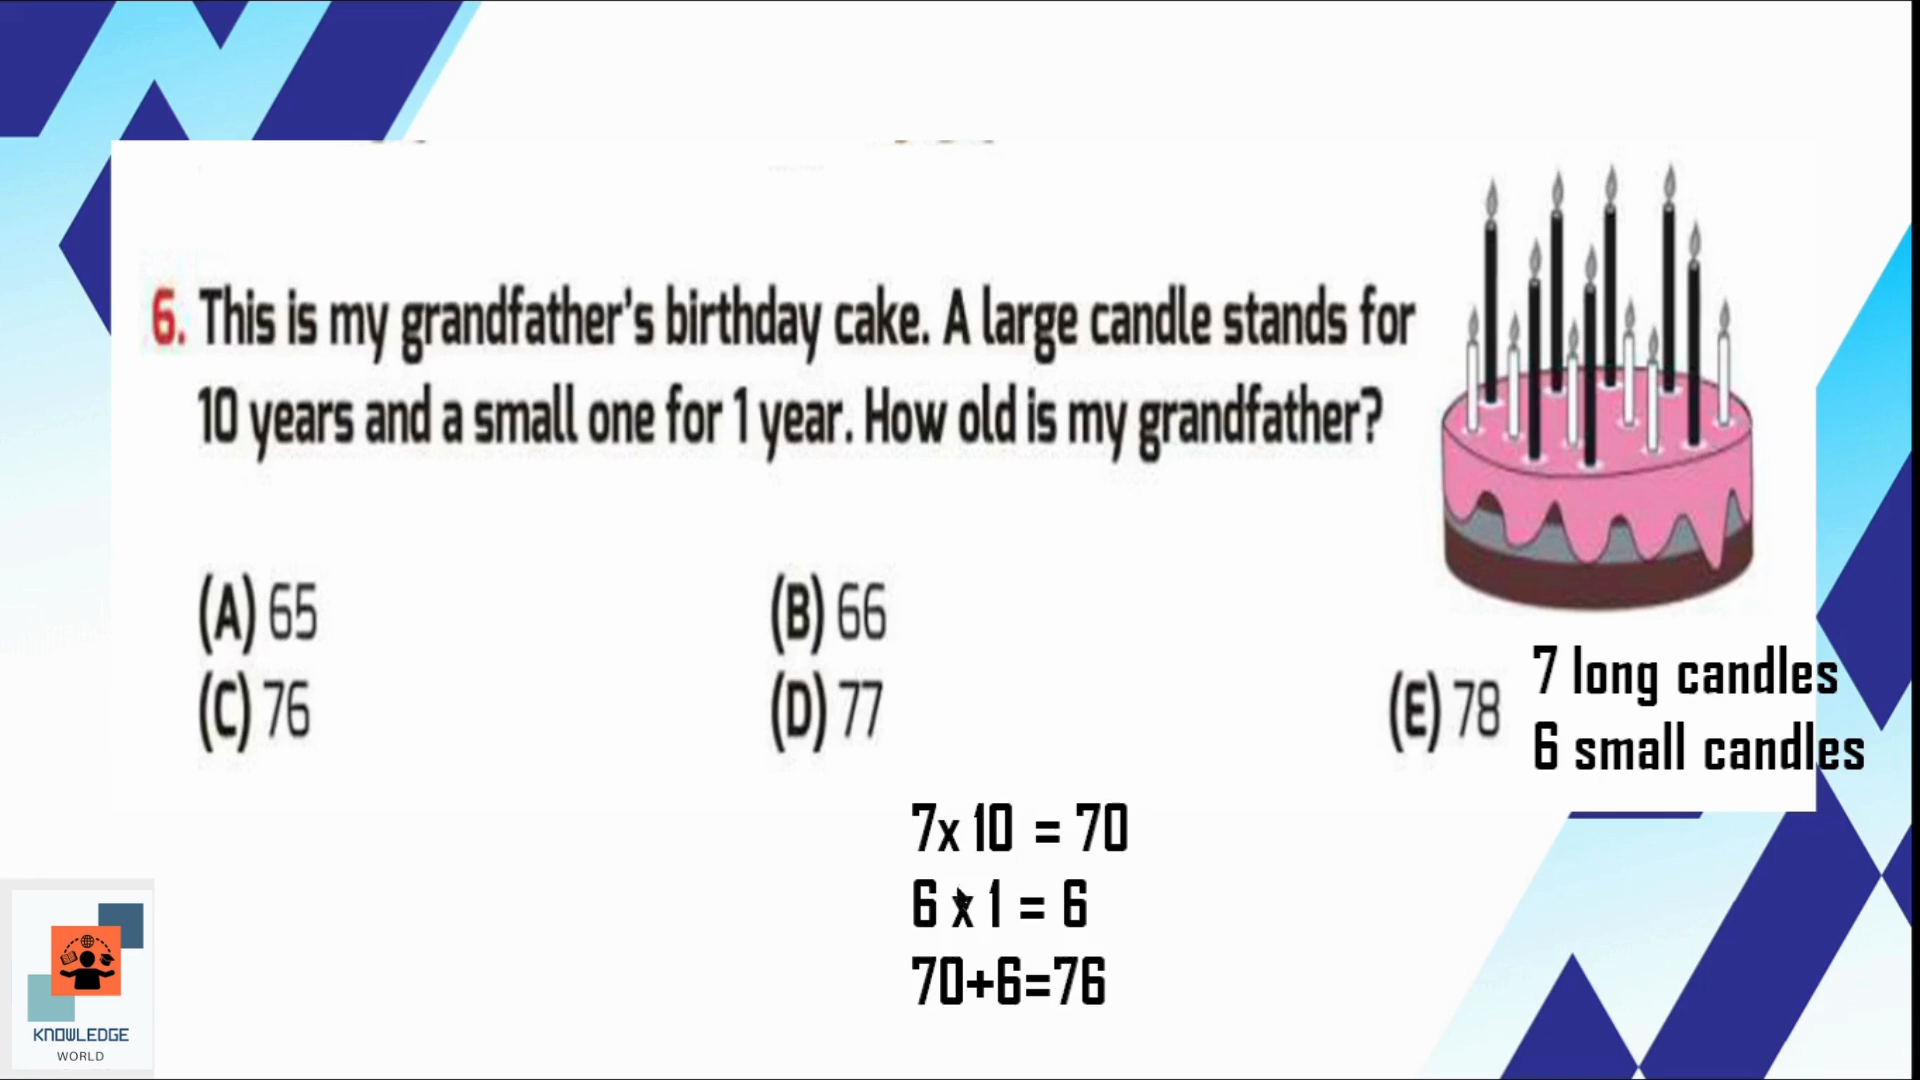 6. This is my grandfather's birthday cake. A large candle stands for
10 years and a small one for 1 year. How old is my grandfather?
(A) 65
(B) 66
(C) 76
(D) 77
(E) 78
7 long candles
6 small candles
7x 10 = 70
6 x 1 = 6
70+6=76
KNOWLEDGE
WORLD